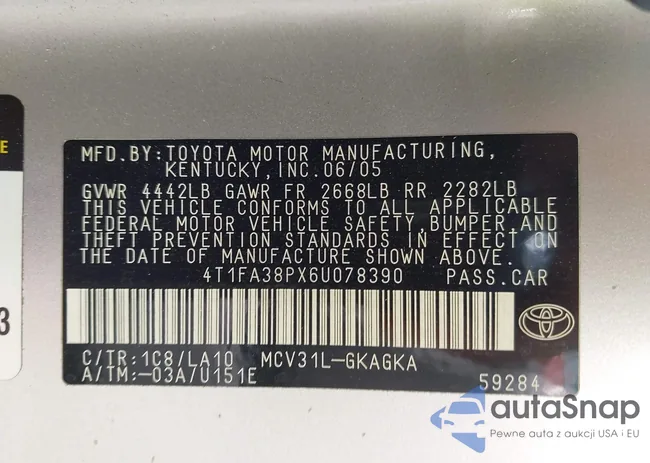 E
3
MFD.BY:TOYOTA MOTOR MANUFACTURING,
KENTUCKY,INC.06/05
GVWR 4442LB GAWR FR 2668LB RR 2282LB
THIS VEHICLE CONFORMS TO ALL APPLICABLE
FEDERAL MOTOR VEHICLE SAFETY,BUMPER,AND
THEFT PREVENTION STANDARDS IN EFFECT ON
THE DATE OF MANUFACTURE SHOWN ABOVE.
4T1FA38PX6U078390 PASS.CAR
C/TR:1C8/LA10 MCV31L-GKAGKA
A/TM:-03A/U151E 59284
autaSnap
Pewne auta z aukcji USA i EU